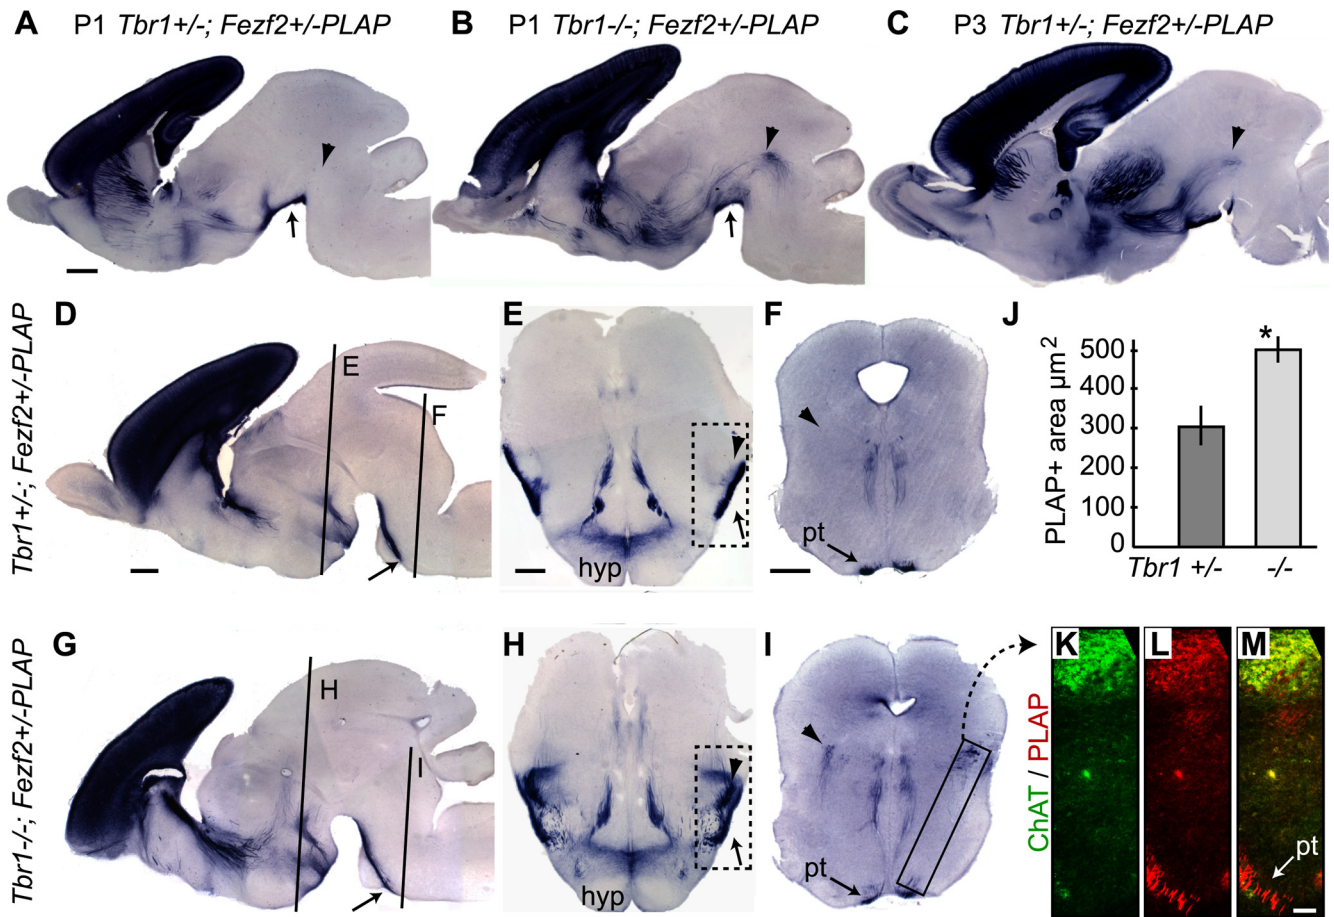 A P1 Tbr1+/-; Fezf2+/-PLAP
B P1 Tbr1-/-; Fezf2+/-PLAP
C P3 Tbr1+/-; Fezf2+/-PLAP
Tbr1+/-; Fezf2+/-PLAP
D
E
F
E
hyp
F
pt
J
PLAP+ area µm²
500
400
300
200
100
0
Tbr1 +/-
*
-/-
Tbr1-/-; Fezf2+/-PLAP
G
H
I
H
hyp
I
pt
ChAT / PLAP
K
L
M
pt